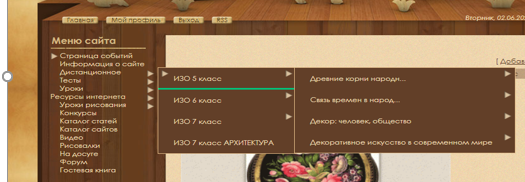 Главная Мой профиль Выход RSS
Вторник, 02.06.20
Меню сайта
[ Добав
Страница событий
Информация о сайте
Дистанционное
Тесты
Уроки
Ресурсы интернета
Уроки рисования
Конкурсы
Каталог статей
Каталог сайтов
Видео
Рисовалки
На досуге
Форум
Гостевая книга
ИЗО 5 класс
ИЗО 6 класс
ИЗО 7 класс
ИЗО 7 класс АРХИТЕКТУРА
Древние корни народн...
Связь времен в народ...
Декор: человек, общество
Декоративное искусство в современном мире